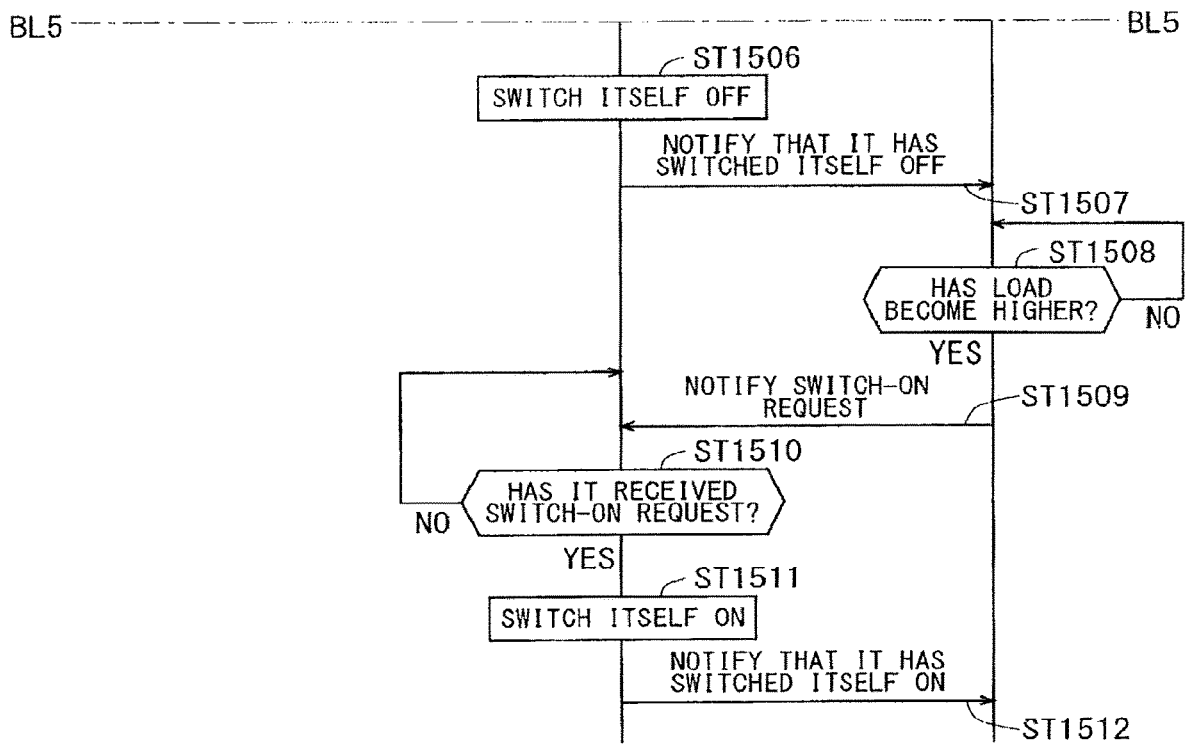 BL5
BL5
ST1506
SWITCH ITSELF OFF
NOTIFY THAT IT HAS
SWITCHED ITSELF OFF
ST1507
ST1508
HAS LOAD
BECOME HIGHER?
NO
YES
NOTIFY SWITCH-ON
REQUEST
ST1509
ST1510
HAS IT RECEIVED
SWITCH-ON REQUEST?
NO
YES
ST1511
SWITCH ITSELF ON
NOTIFY THAT IT HAS
SWITCHED ITSELF ON
ST1512